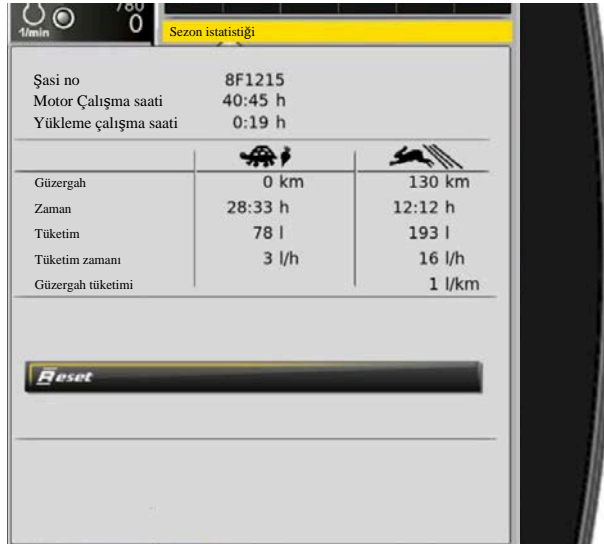 1/min
0
Sezon istatistiği
Şasi no 8F1215
Motor Çalışma saati 40:45 h
Yükleme çalışma saati 0:19 h
Güzergah 0 km 130 km
Zaman 28:33 h 12:12 h
Tüketim 78 l 193 l
Tüketim zamanı 3 l/h 16 l/h
Güzergah tüketimi 1 l/km
Reset